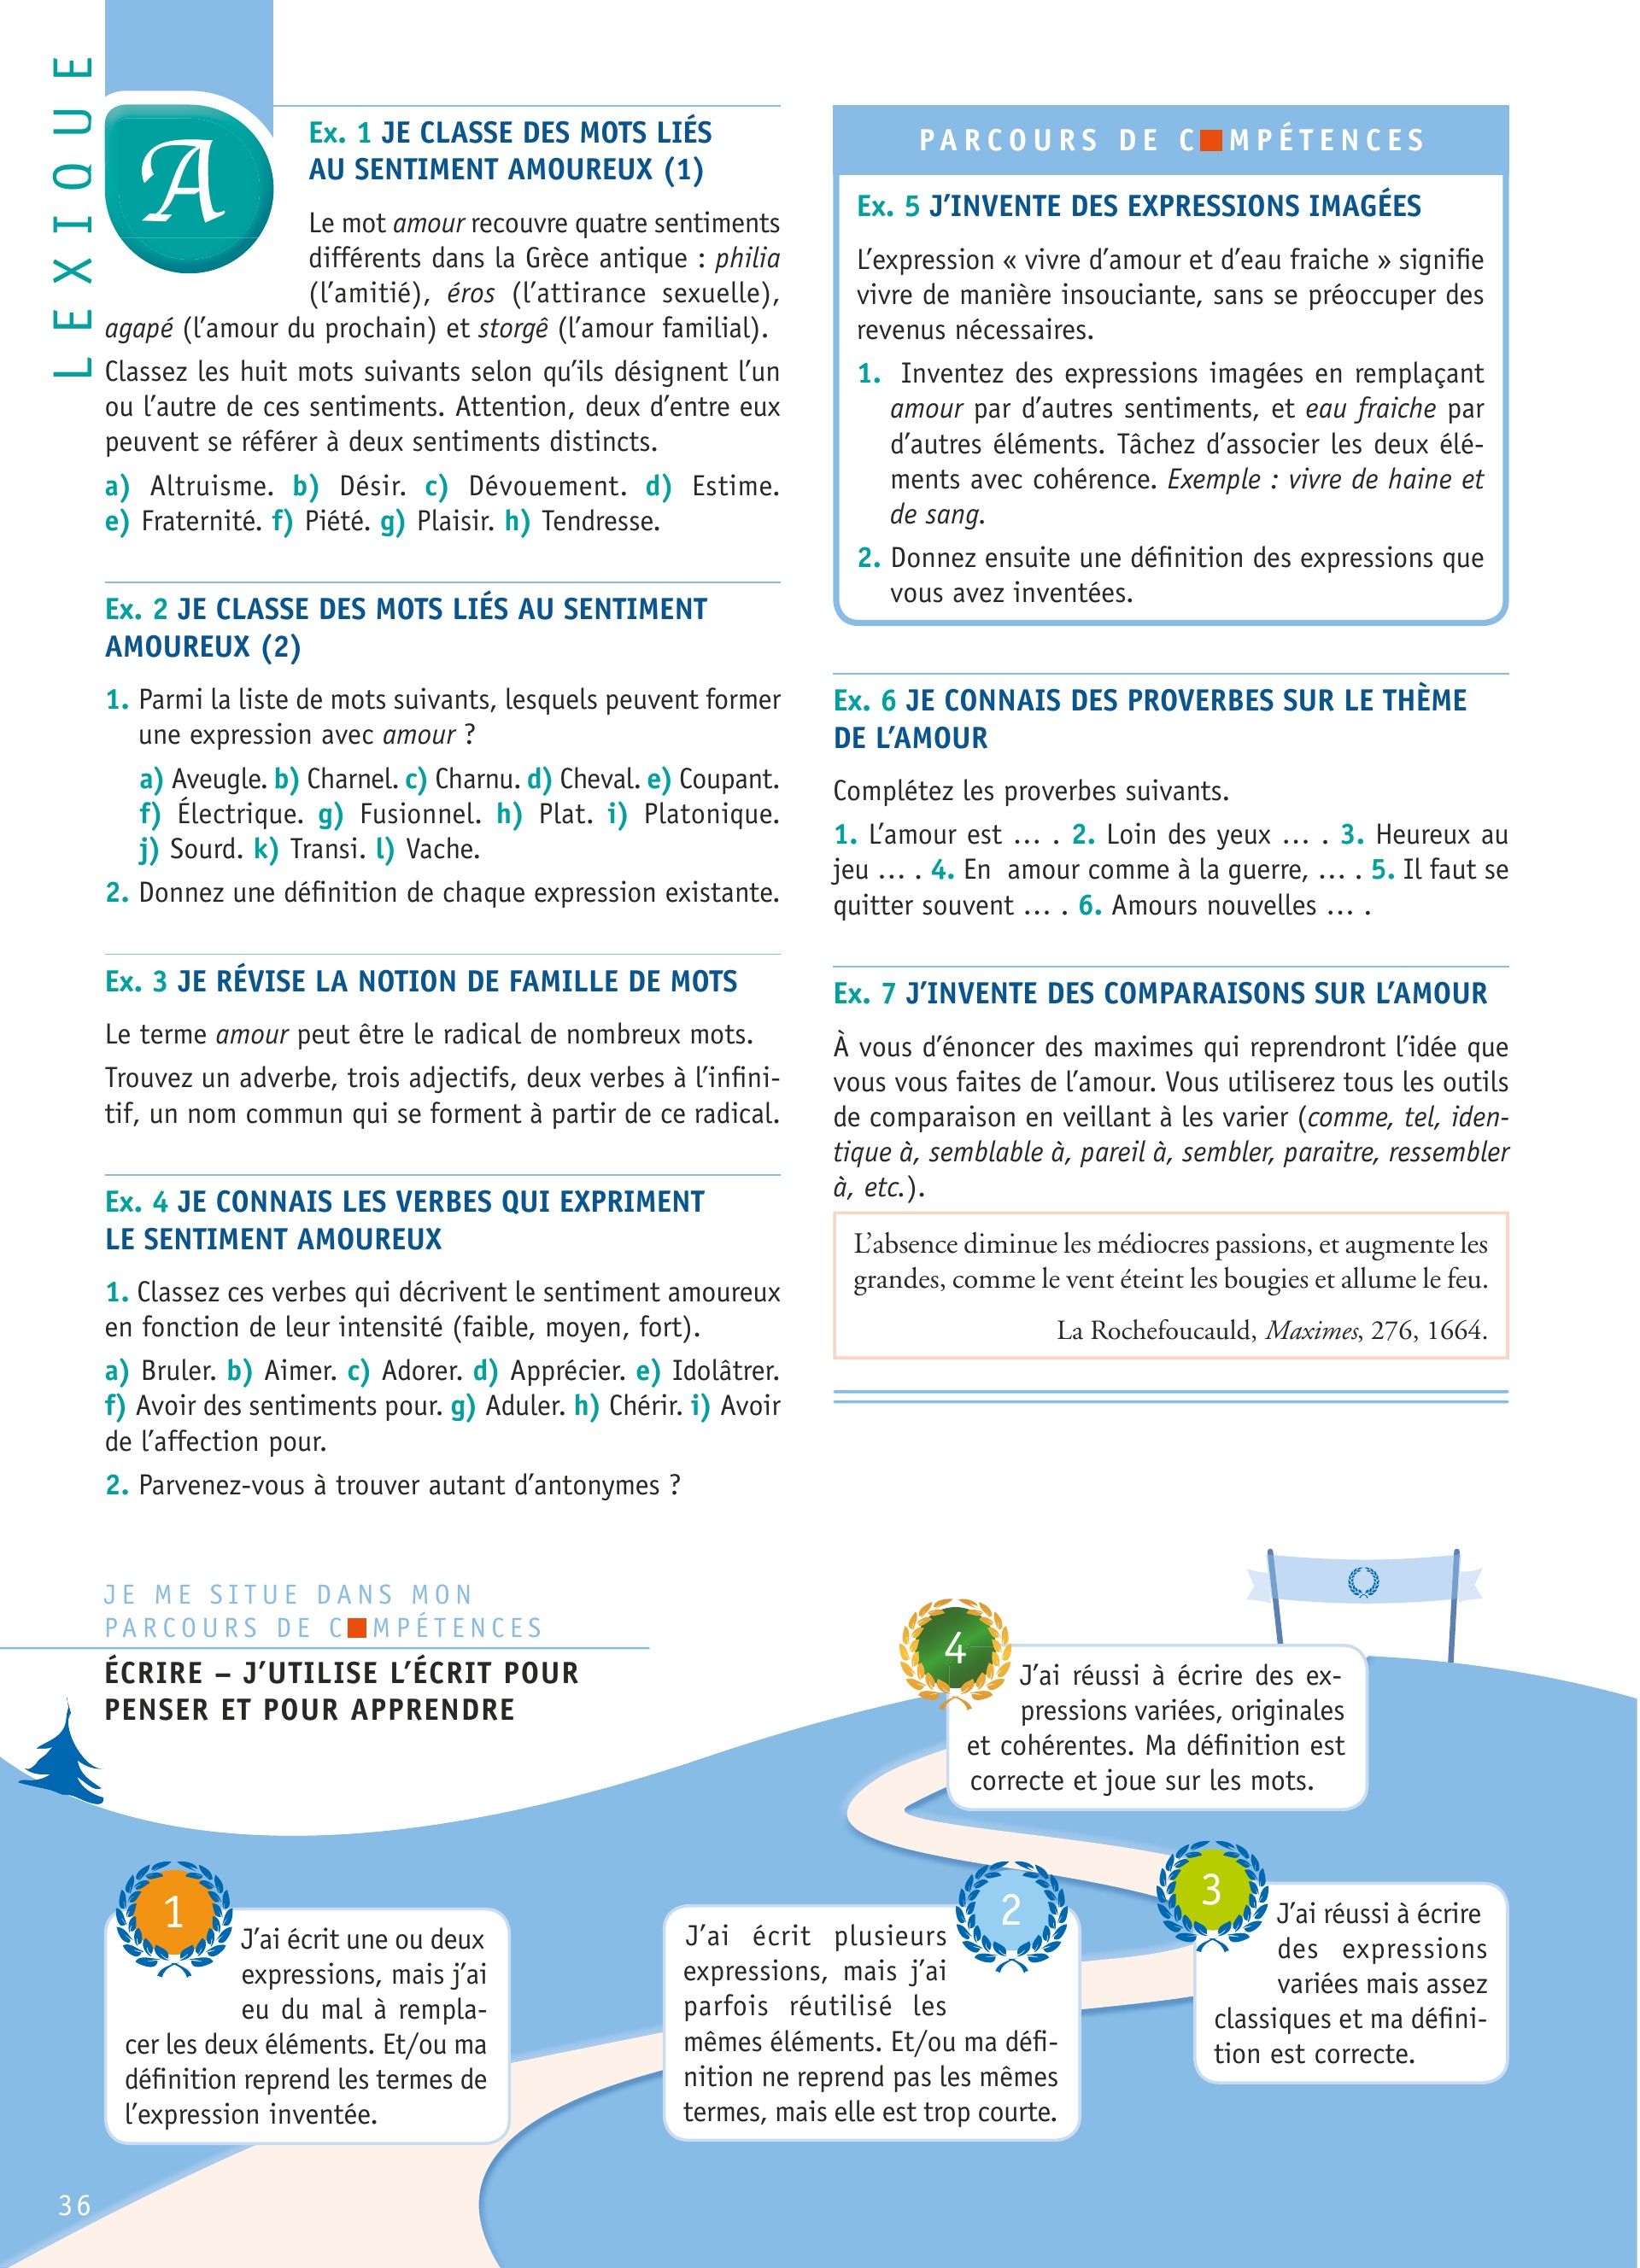 LEXIQUE
A
Ex. 1 JE CLASSE DES MOTS LIÉS
AU SENTIMENT AMOUREUX (1)
Le mot amour recouvre quatre sentiments
différents dans la Grèce antique : philia
(l’amitié), éros (l’attirance sexuelle),
agapé (l’amour du prochain) et storgê (l’amour familial).
Classez les huit mots suivants selon qu’ils désignent l’un
ou l’autre de ces sentiments. Attention, deux d’entre eux
peuvent se référer à deux sentiments distincts.
a) Altruisme. b) Désir. c) Dévouement. d) Estime.
e) Fraternité. f) Piété. g) Plaisir. h) Tendresse.
Ex. 2 JE CLASSE DES MOTS LIÉS AU SENTIMENT
AMOUREUX (2)
1. Parmi la liste de mots suivants, lesquels peuvent former
une expression avec amour ?
a) Aveugle. b) Charnel. c) Charnu. d) Cheval. e) Coupant.
f) Électrique. g) Fusionnel. h) Plat. i) Platonique.
j) Sourd. k) Transi. l) Vache.
2. Donnez une définition de chaque expression existante.
Ex. 3 JE RÉVISE LA NOTION DE FAMILLE DE MOTS
Le terme amour peut être le radical de nombreux mots.
Trouvez un adverbe, trois adjectifs, deux verbes à l’infini-
tif, un nom commun qui se forment à partir de ce radical.
Ex. 4 JE CONNAIS LES VERBES QUI EXPRIMENT
LE SENTIMENT AMOUREUX
1. Classez ces verbes qui décrivent le sentiment amoureux
en fonction de leur intensité (faible, moyen, fort).
a) Bruler. b) Aimer. c) Adorer. d) Apprécier. e) Idolâtrer.
f) Avoir des sentiments pour. g) Aduler. h) Chérir. i) Avoir
de l’affection pour.
2. Parvenez-vous à trouver autant d’antonymes ?
PARCOURS DE C■MPÉTENCES
Ex. 5 J’INVENTE DES EXPRESSIONS IMAGÉES
L’expression « vivre d’amour et d’eau fraiche » signifie
vivre de manière insouciante, sans se préoccuper des
revenus nécessaires.
1. Inventez des expressions imagées en remplaçant
amour par d’autres sentiments, et eau fraiche par
d’autres éléments. Tâchez d’associer les deux élé-
ments avec cohérence. Exemple : vivre de haine et
de sang.
2. Donnez ensuite une définition des expressions que
vous avez inventées.
Ex. 6 JE CONNAIS DES PROVERBES SUR LE THÈME
DE L’AMOUR
Complétez les proverbes suivants.
1. L’amour est … . 2. Loin des yeux … . 3. Heureux au
jeu … . 4. En amour comme à la guerre, … . 5. Il faut se
quitter souvent … . 6. Amours nouvelles … .
Ex. 7 J’INVENTE DES COMPARAISONS SUR L’AMOUR
À vous d’énoncer des maximes qui reprendront l’idée que
vous vous faites de l’amour. Vous utiliserez tous les outils
de comparaison en veillant à les varier (comme, tel, iden-
tique à, semblable à, pareil à, sembler, paraitre, ressembler
à, etc.).
L’absence diminue les médiocres passions, et augmente les
grandes, comme le vent éteint les bougies et allume le feu.
La Rochefoucauld, Maximes, 276, 1664.
JE ME SITUE DANS MON
PARCOURS DE C■MPÉTENCES
ÉCRIRE – J’UTILISE L’ÉCRIT POUR
PENSER ET POUR APPRENDRE
1
J’ai écrit une ou deux
expressions, mais j’ai
eu du mal à rempla-
cer les deux éléments. Et/ou ma
définition reprend les termes de
l’expression inventée.
2
J’ai écrit plusieurs
expressions, mais j’ai
parfois réutilisé les
mêmes éléments. Et/ou ma défi-
nition ne reprend pas les mêmes
termes, mais elle est trop courte.
3
J’ai réussi à écrire
des expressions
variées mais assez
classiques et ma défini-
tion est correcte.
4
J’ai réussi à écrire des ex-
pressions variées, originales
et cohérentes. Ma définition est
correcte et joue sur les mots.
36